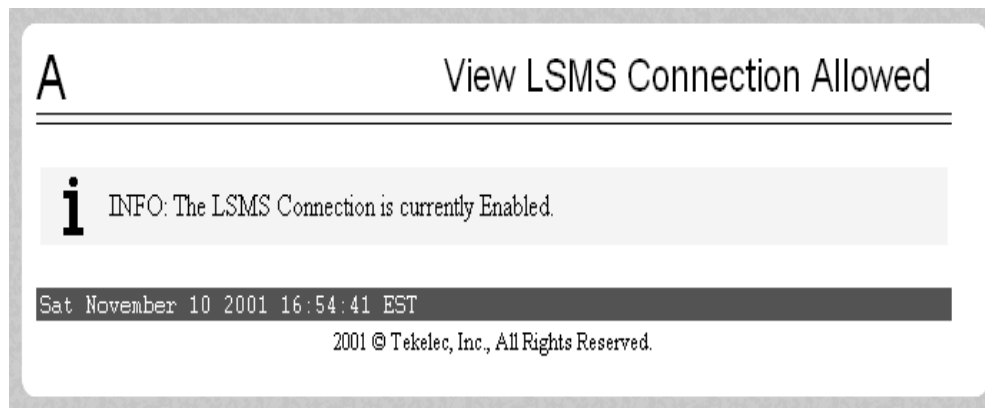 A
View LSMS Connection Allowed
i
INFO: The LSMS Connection is currently Enabled.
Sat November 10 2001 16:54:41 EST
2001 © Tekelec, Inc., All Rights Reserved.